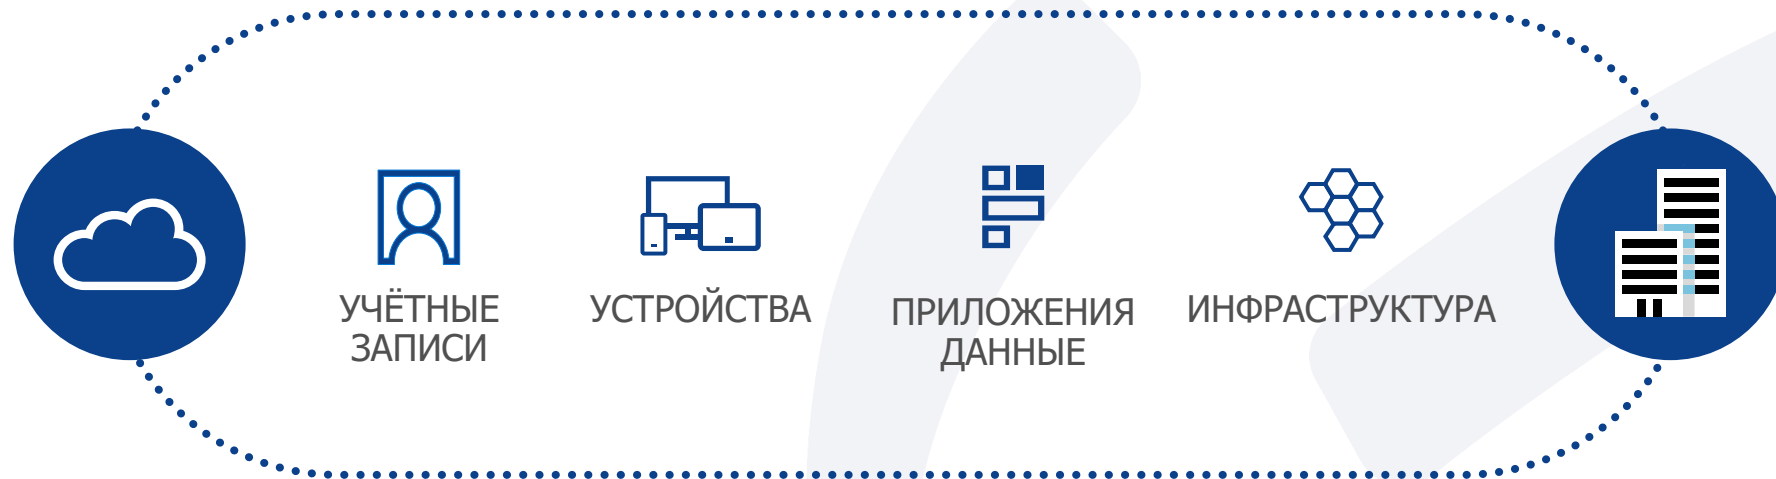 УЧЁТНЫЕ
ЗАПИСИ
УСТРОЙСТВА
ПРИЛОЖЕНИЯ
ДАННЫЕ
ИНФРАСТРУКТУРА